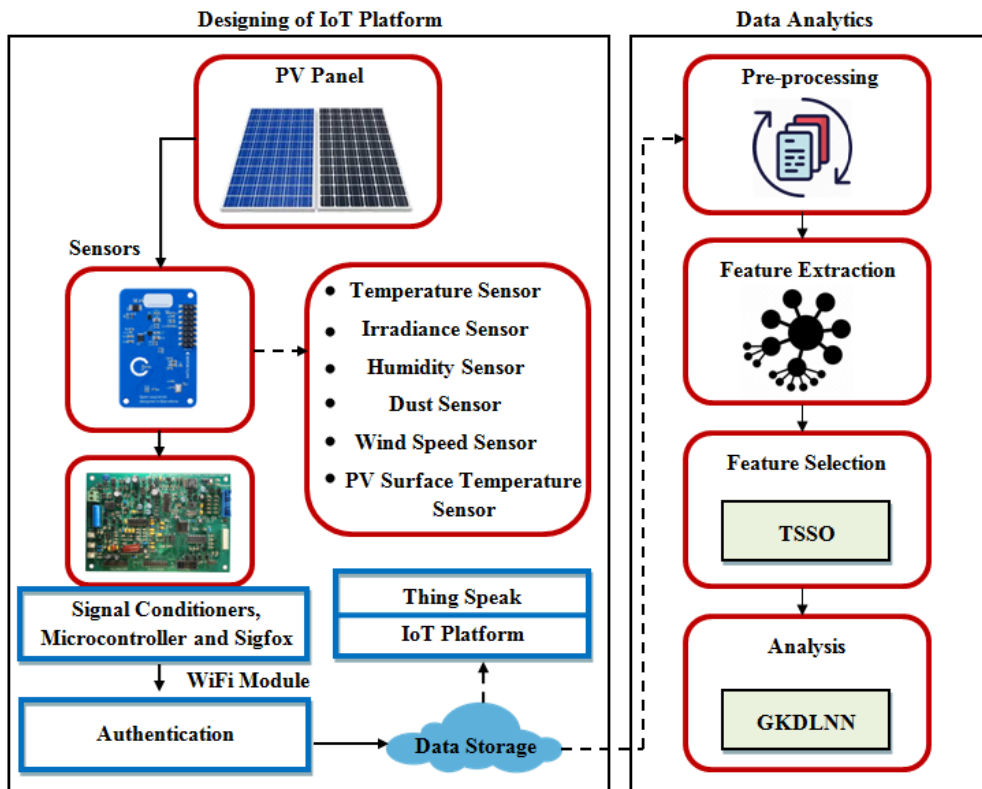 Designing of IoT Platform
PV Panel
Sensors
Temperature Sensor
Irradiance Sensor
Humidity Sensor
Dust Sensor
Wind Speed Sensor
PV Surface Temperature
Sensor
Signal Conditioners,
Microcontroller and Sigfox
WiFi Module
Authentication
Thing Speak
IoT Platform
Data Storage
Data Analytics
Pre-processing
Feature Extraction
Feature Selection
TSSO
Analysis
GKDLNN